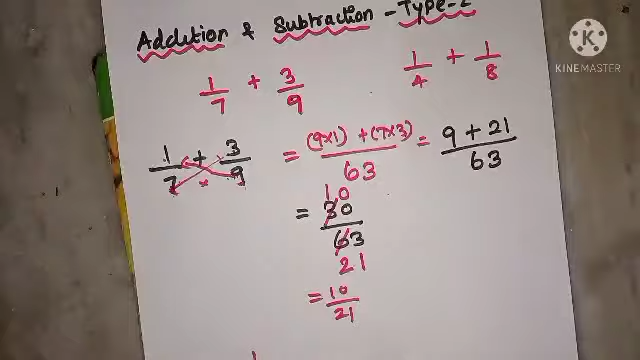 Addition & Subtraction - Type-2
1/7 + 3/9
1/4 + 1/8
KINEMASTER
1/7 + 3/9 = (9×1) + (7×3)/63 = 9 + 21/63
10
= 30/63
21
= 10/21